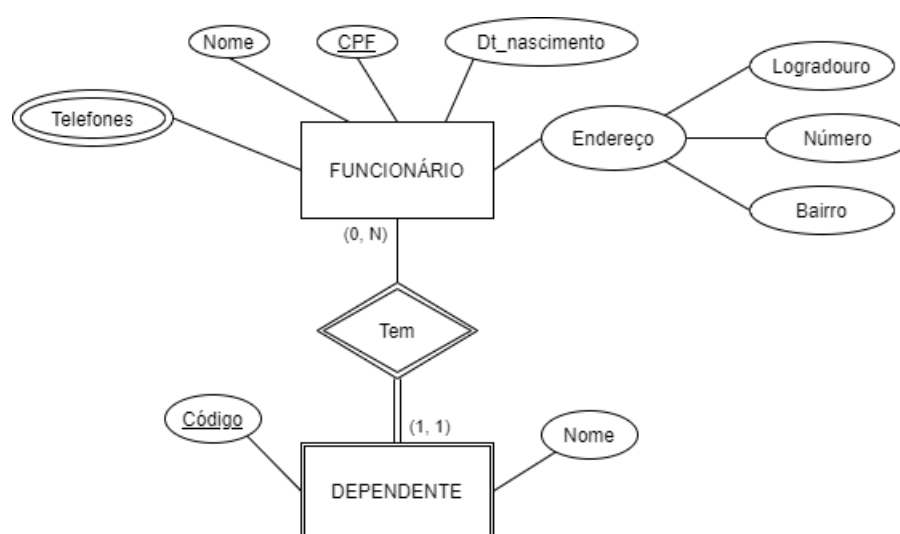 Nome
CPF
Dt_nascimento
Logradouro
Telefones
Endereço
Número
FUNCIONÁRIO
Bairro
(0, N)
Tem
Código
(1, 1)
Nome
DEPENDENTE